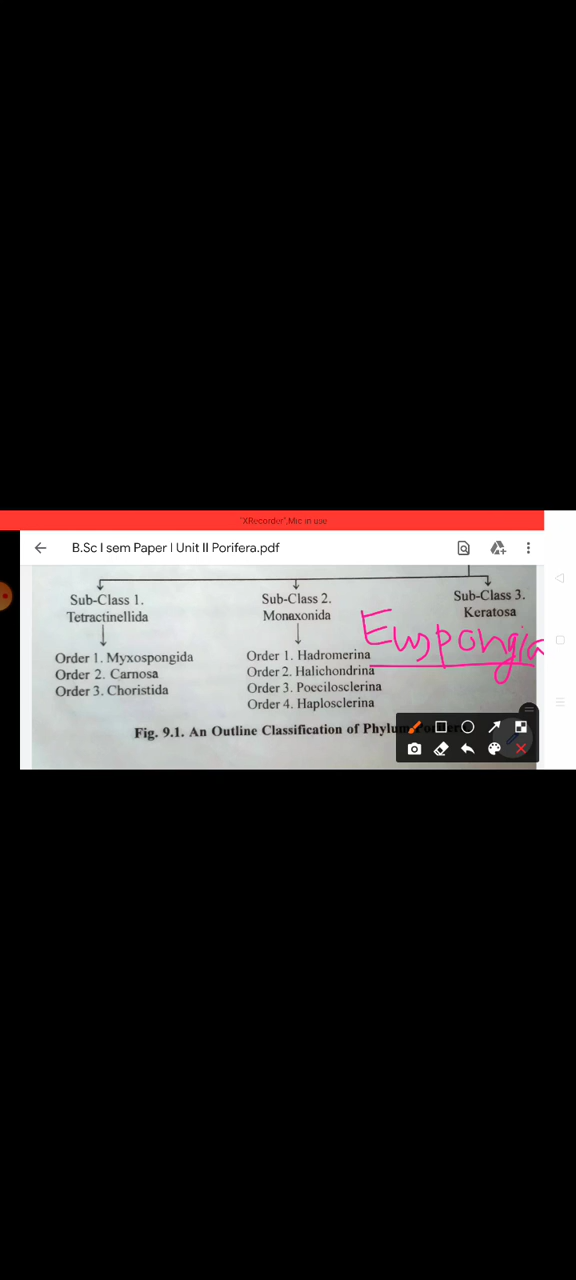 "XRecorder",Mic in use
B.Sc I sem Paper I Unit II Porifera.pdf
Sub-Class 1.
Tetractinellida
Sub-Class 2.
Monaxonida
Sub-Class 3.
Keratosa
Euspongia
Order 1. Myxospongida
Order 2. Carnosa
Order 3. Choristida
Order 1. Hadromerina
Order 2. Halichondrina
Order 3. Poecilosclerina
Order 4. Haplosclerina
Fig. 9.1. An Outline Classification of Phylum